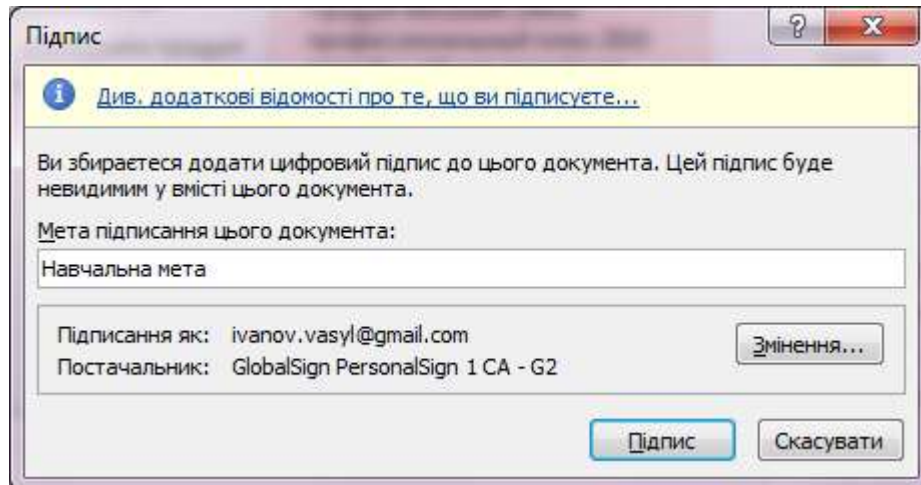 Підпис
Див. додаткові відомості про те, що ви підписуєте...
Ви збираєтеся додати цифровий підпис до цього документа. Цей підпис буде
невидимим у вмісті цього документа.
Мета підписання цього документа:
Навчальна мета
Підписання як: ivanov.vasyl@gmail.com
Змінення...
Постачальник: GlobalSign PersonalSign 1 CA - G2
Підпис Скасувати